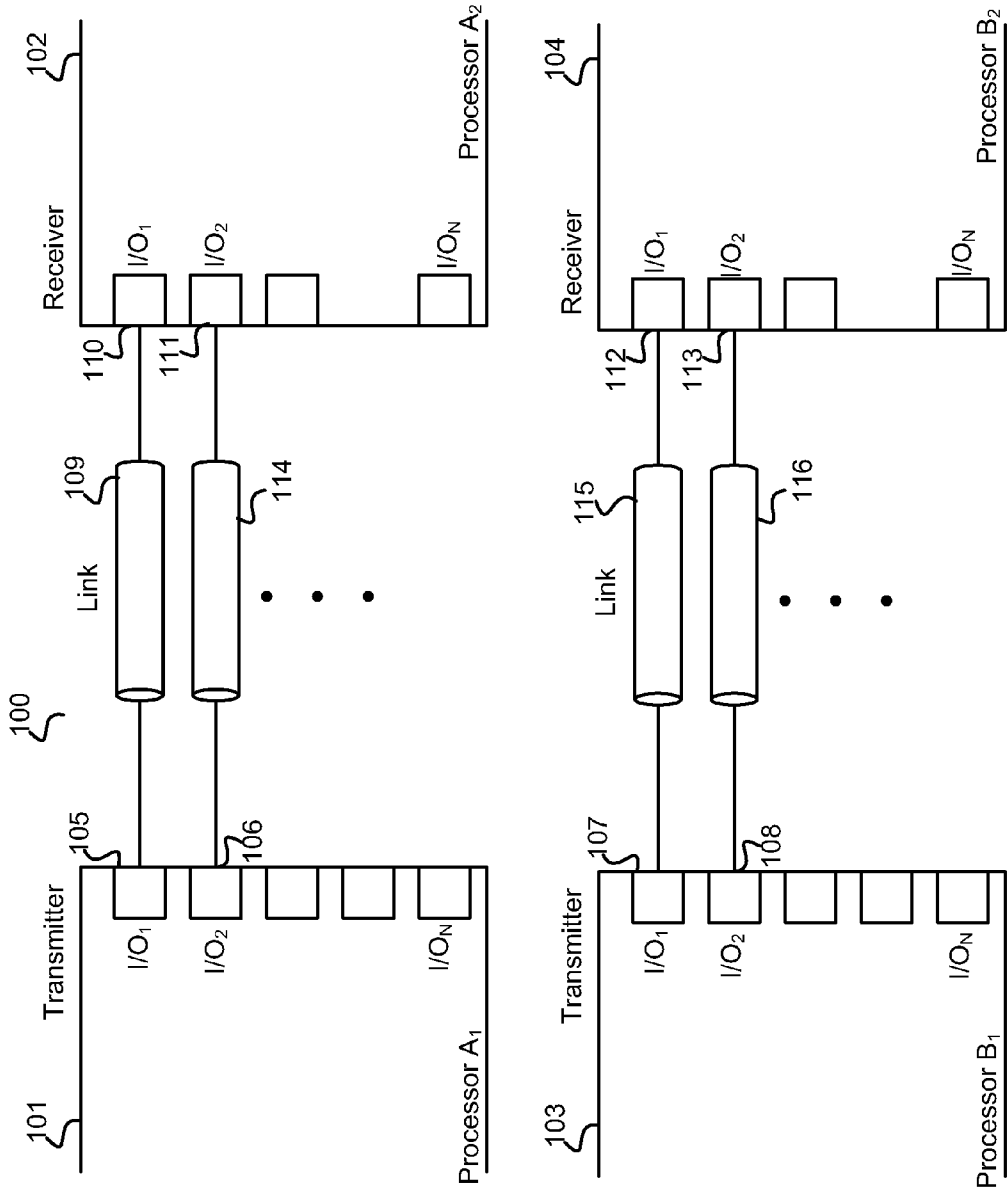 100
101
Transmitter
105
I/O1
106
I/O2
I/ON
Processor A1
Link
109
114
102
Receiver
110
I/O1
111
I/O2
I/ON
Processor A2
103
Transmitter
107
I/O1
108
I/O2
I/ON
Processor B1
Link
115
116
104
Receiver
112
I/O1
113
I/O2
I/ON
Processor B2